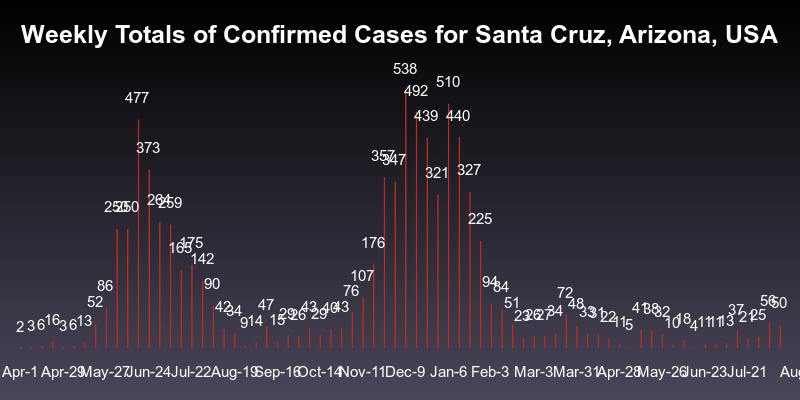 Weekly Totals of Confirmed Cases for Santa Cruz, Arizona, USA
2 3 6 16 3 6 13 52 86 250 250 477 373 264 259 165 175 142 90 42 34 9 14 47 15 29 26 43 29 40 43 76 107 176 357 347 538 492 439 321 510 440 327 225 94 84 51 23 26 27 34 72 48 33 31 22 11 5 41 38 32 10 18 4 11 11 13 37 21 25 56 50
Apr-1 Apr-29 May-27 Jun-24 Jul-22 Aug-19 Sep-16 Oct-14 Nov-11 Dec-9 Jan-6 Feb-3 Mar-3 Mar-31 Apr-28 May-26 Jun-23 Jul-21 Au